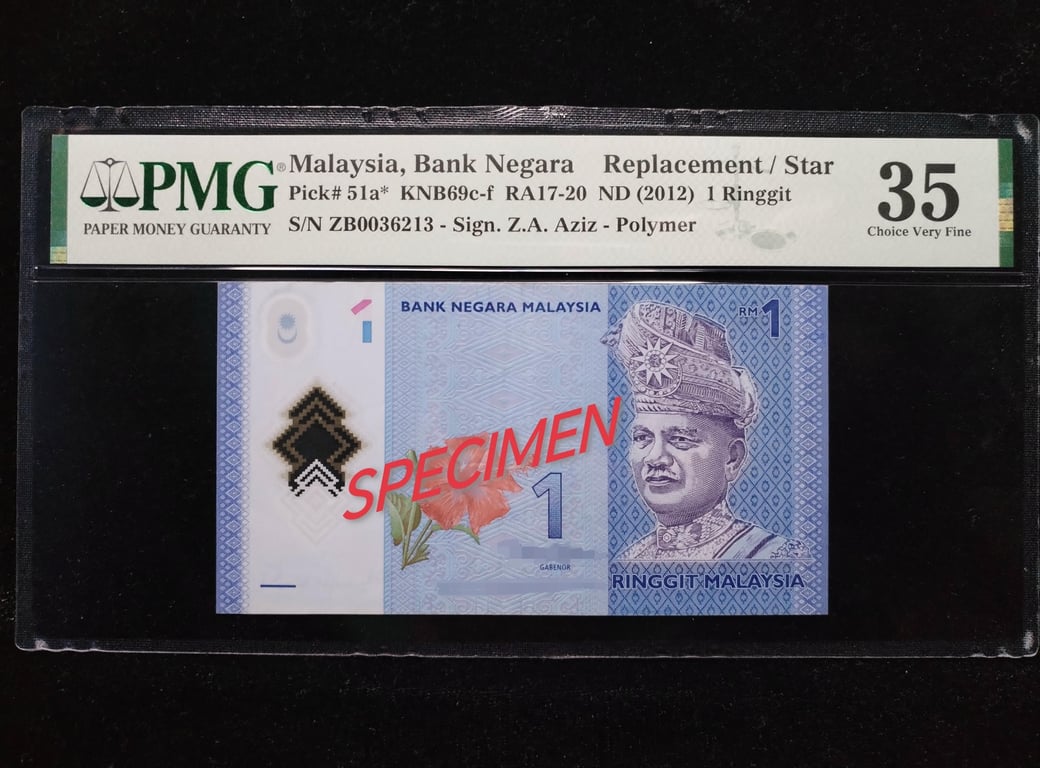 PMG®
PAPER MONEY GUARANTY
Malaysia, Bank Negara Replacement / Star
Pick# 51a* KNB69c-f RA17-20 ND (2012) 1 Ringgit
S/N ZB0036213 - Sign. Z.A. Aziz - Polymer
35
Choice Very Fine
1
BANK NEGARA MALAYSIA
RM1
SPECIMEN
1
GABENOR
RINGGIT MALAYSIA